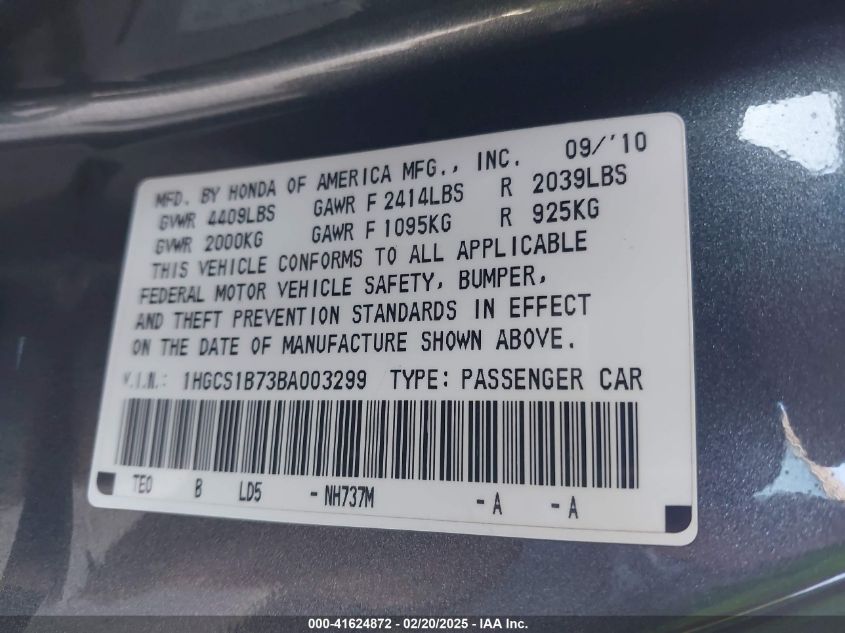 MFD. BY HONDA OF AMERICA MFG., INC. 09/'10
GVWR 4409LBS GAWR F 2414LBS R 2039LBS
GVWR 2000KG GAWR F 1095KG R 925KG
THIS VEHICLE CONFORMS TO ALL APPLICABLE
FEDERAL MOTOR VEHICLE SAFETY, BUMPER,
AND THEFT PREVENTION STANDARDS IN EFFECT
ON THE DATE OF MANUFACTURE SHOWN ABOVE.
V.I.N.: 1HGCS1B73BA003299 TYPE: PASSENGER CAR
TE0 B LD5 - NH737M - A - A
000-41624872 - 02/20/2025 - IAA Inc.